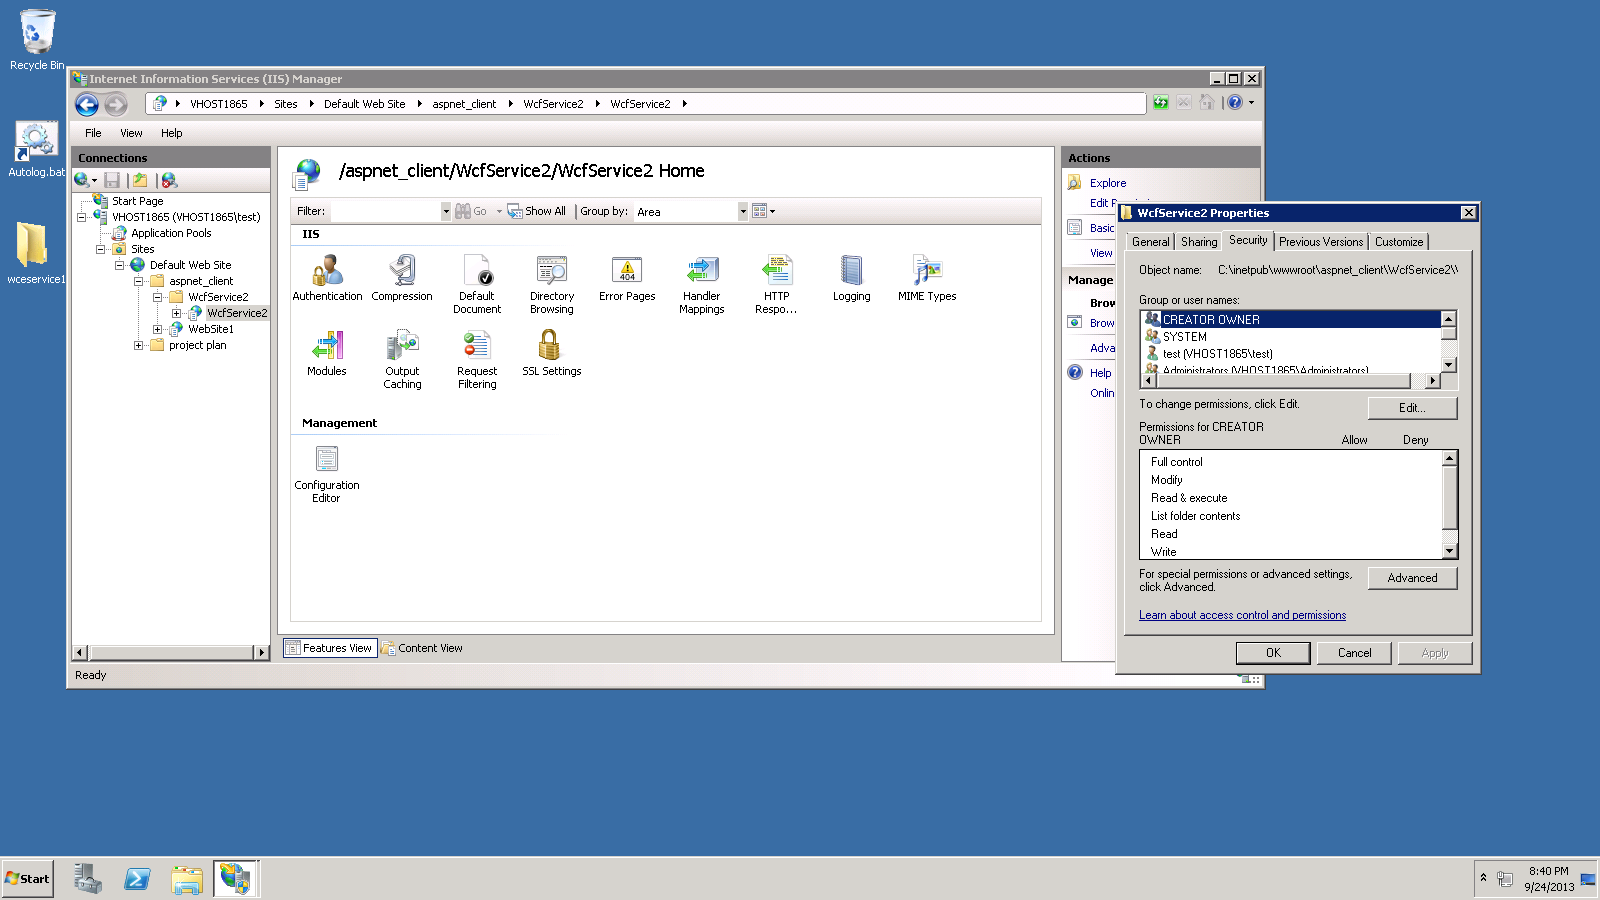 Recycle Bin
Autolog.bat
wceservice1
Internet Information Services (IIS) Manager
VHOST1865 Sites Default Web Site aspnet_client WcfService2 WcfService2
File View Help
Connections
Start Page
VHOST1865 (VHOST1865\test)
Application Pools
Sites
Default Web Site
aspnet_client
WcfService2
WcfService2
WebSite1
project plan
/aspnet_client/WcfService2/WcfService2 Home
Filter: Go Show All Group by: Area
IIS
Authentication
Compression
Default Document
Directory Browsing
Error Pages
404
Handler Mappings
HTTP Respo...
Logging
MIME Types
Modules
Output Caching
Request Filtering
SSL Settings
Management
Configuration Editor
Features View Content View
Ready
Actions
Explore
Edit
Basic
View
Manage
Brow
Brow
Adva
Help
Onlin
WcfService2 Properties
General Sharing Security Previous Versions Customize
Object name: C:\inetpub\wwwroot\aspnet_client\WcfService2\
Group or user names:
CREATOR OWNER
SYSTEM
test (VHOST1865\test)
Administrators (VHOST1865\Administrators)
To change permissions, click Edit.
Edit...
Permissions for CREATOR
OWNER Allow Deny
Full control
Modify
Read & execute
List folder contents
Read
Write
For special permissions or advanced settings,
click Advanced.
Advanced
Learn about access control and permissions
OK Cancel Apply
Start
8:40 PM
9/24/2013